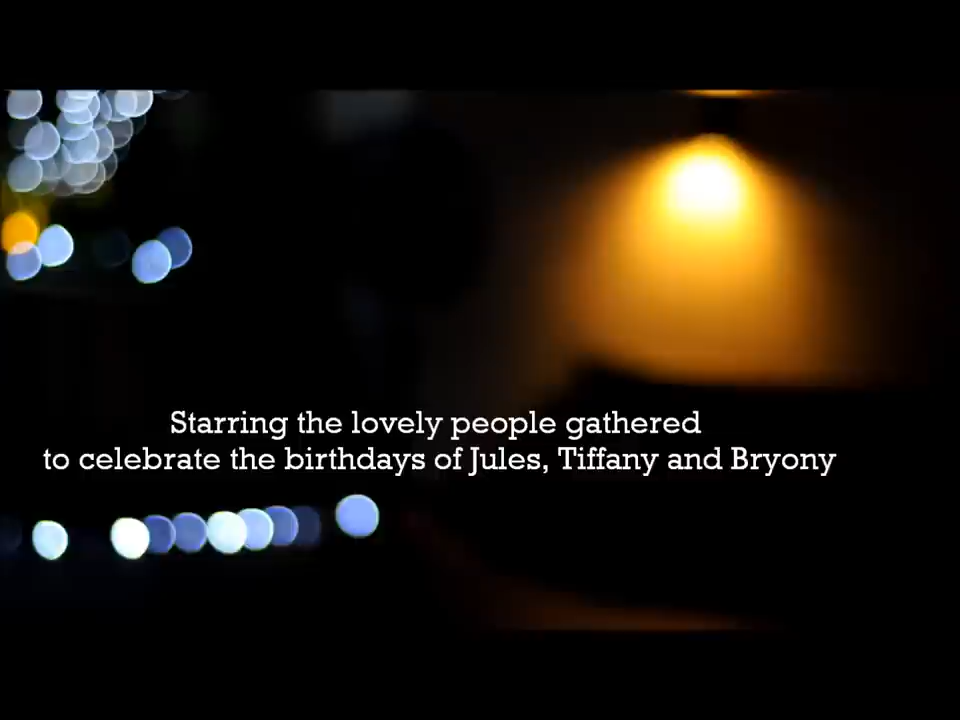 Starring the lovely people gathered
to celebrate the birthdays of Jules, Tiffany and Bryony